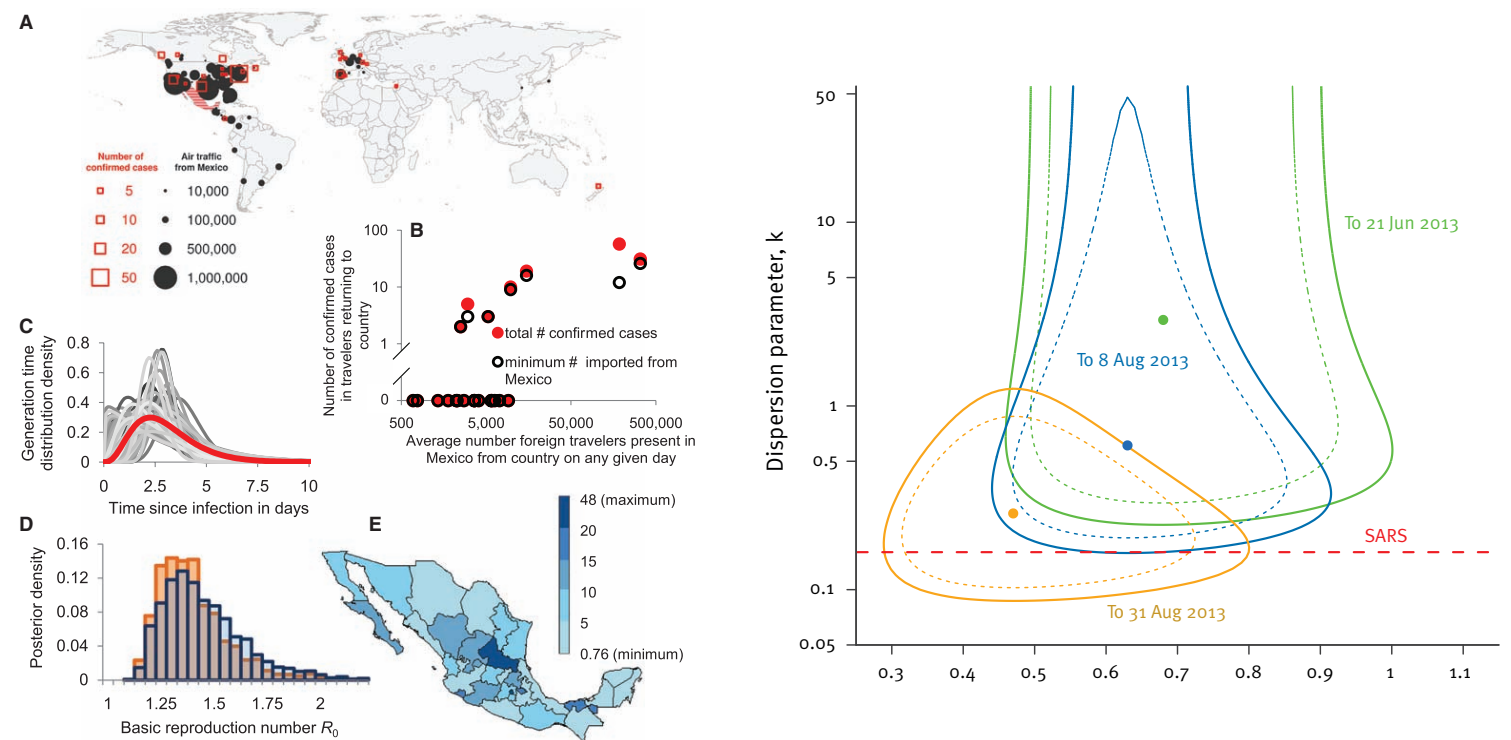 A
Number of
confirmed cases
Air traffic
from Mexico
5
10,000
10
100,000
20
500,000
50
1,000,000
B
Number of confirmed cases
in travelers returning to
country
100
10
1
0
total # confirmed cases
minimum # imported from
Mexico
500
5,000
50,000
500,000
Average number foreign travelers present in
Mexico from country on any given day
C
Generation time
distribution density
0.8
0.6
0.4
0.2
0
0
2.5
5
7.5
10
Time since infection in days
D
Posterior density
0.16
0.12
0.08
0.04
0
1
1.25
1.5
1.75
2
Basic reproduction number R0
E
48 (maximum)
20
15
10
5
0.76 (minimum)
Dispersion parameter, k
50
10
5
1
0.5
0.1
0.05
To 21 Jun 2013
To 8 Aug 2013
SARS
To 31 Aug 2013
0.3
0.4
0.5
0.6
0.7
0.8
0.9
1
1.1